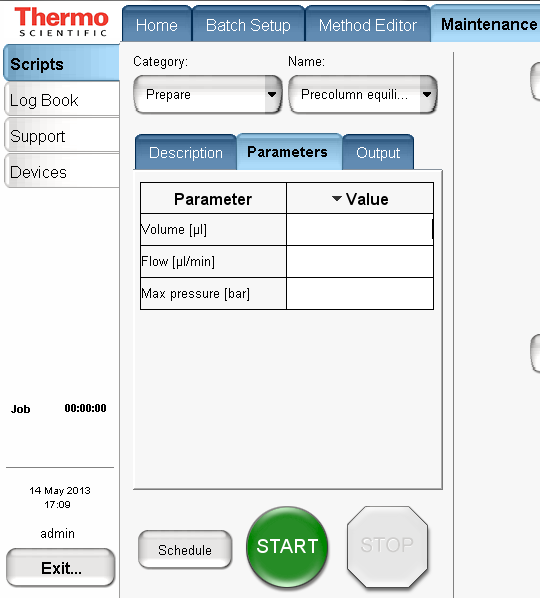 Thermo
SCIENTIFIC
Home
Batch Setup
Method Editor
Maintenance
Scripts
Log Book
Support
Devices
Category:
Name:
Prepare
Precolumn equili...
Description
Parameters
Output
Parameter
Value
Volume [µl]
Flow [µl/min]
Max pressure [bar]
Job 00:00:00
14 May 2013
17:09
admin
Exit...
Schedule
START
STOP